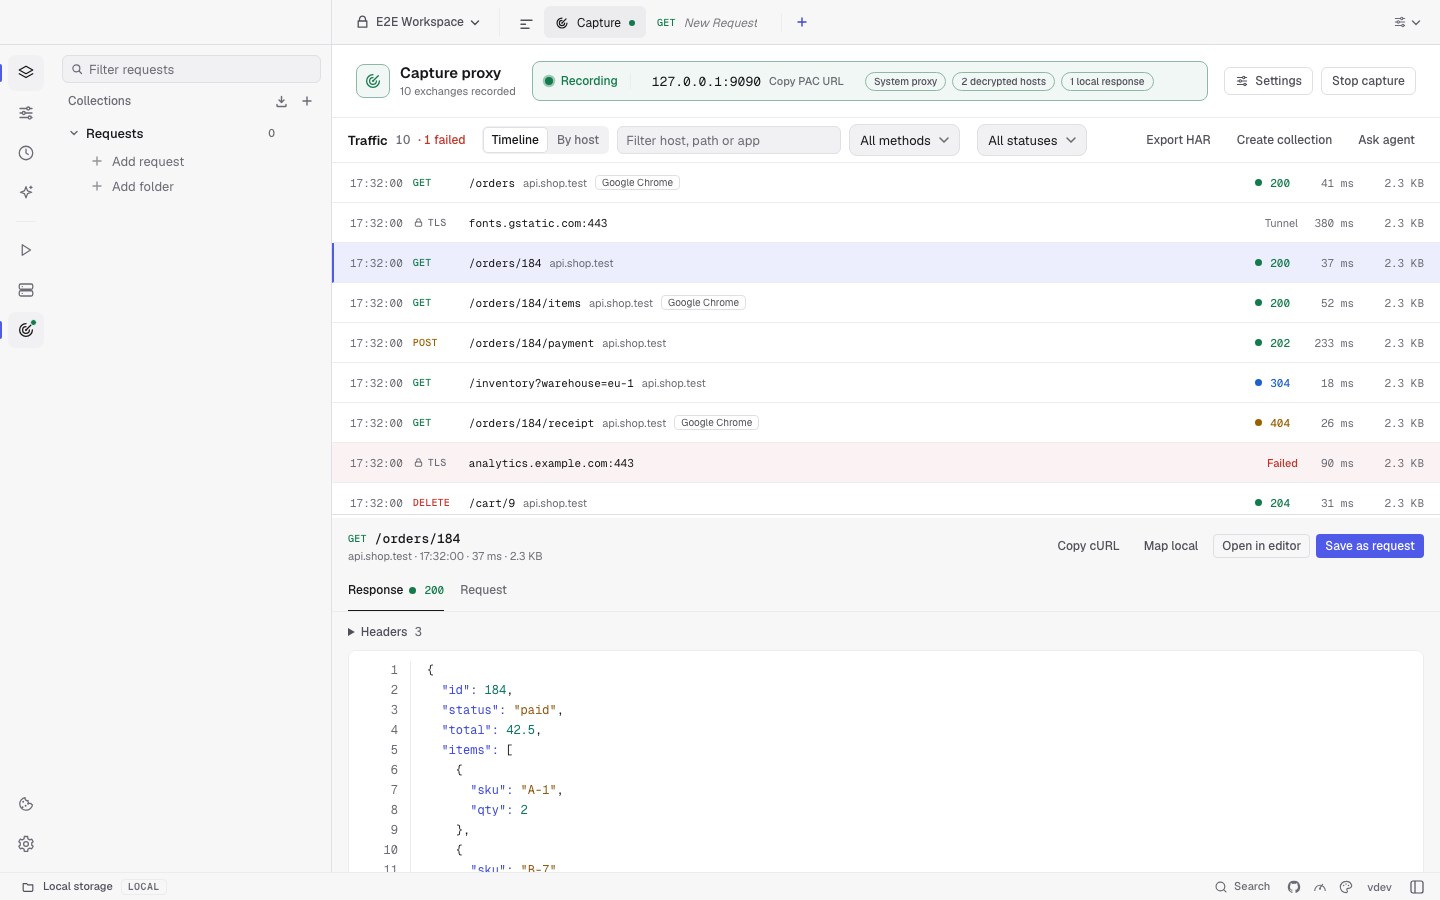 E2E Workspace
Capture
GET New Request
Filter requests
Collections
Requests 0
Add request
Add folder
Capture proxy
10 exchanges recorded
Recording
127.0.0.1:9090 Copy PAC URL
System proxy
2 decrypted hosts
1 local response
Settings
Stop capture
Traffic 10 · 1 failed
Timeline
By host
Filter host, path or app
All methods
All statuses
Export HAR
Create collection
Ask agent
17:32:00 GET /orders api.shop.test Google Chrome 200 41 ms 2.3 KB
17:32:00 TLS fonts.gstatic.com:443 Tunnel 380 ms 2.3 KB
17:32:00 GET /orders/184 api.shop.test 200 37 ms 2.3 KB
17:32:00 GET /orders/184/items api.shop.test Google Chrome 200 52 ms 2.3 KB
17:32:00 POST /orders/184/payment api.shop.test 202 233 ms 2.3 KB
17:32:00 GET /inventory?warehouse=eu-1 api.shop.test 304 18 ms 2.3 KB
17:32:00 GET /orders/184/receipt api.shop.test Google Chrome 404 26 ms 2.3 KB
17:32:00 TLS analytics.example.com:443 Failed 90 ms 2.3 KB
17:32:00 DELETE /cart/9 api.shop.test 204 31 ms 2.3 KB
GET /orders/184
api.shop.test · 17:32:00 · 37 ms · 2.3 KB
Copy cURL
Map local
Open in editor
Save as request
Response 200
Request
Headers 3
1 {
2 "id": 184,
3 "status": "paid",
4 "total": 42.5,
5 "items": [
6 {
7 "sku": "A-1",
8 "qty": 2
9 },
10 {
11 "sku": "B-7"
Local storage LOCAL
Search
vdev